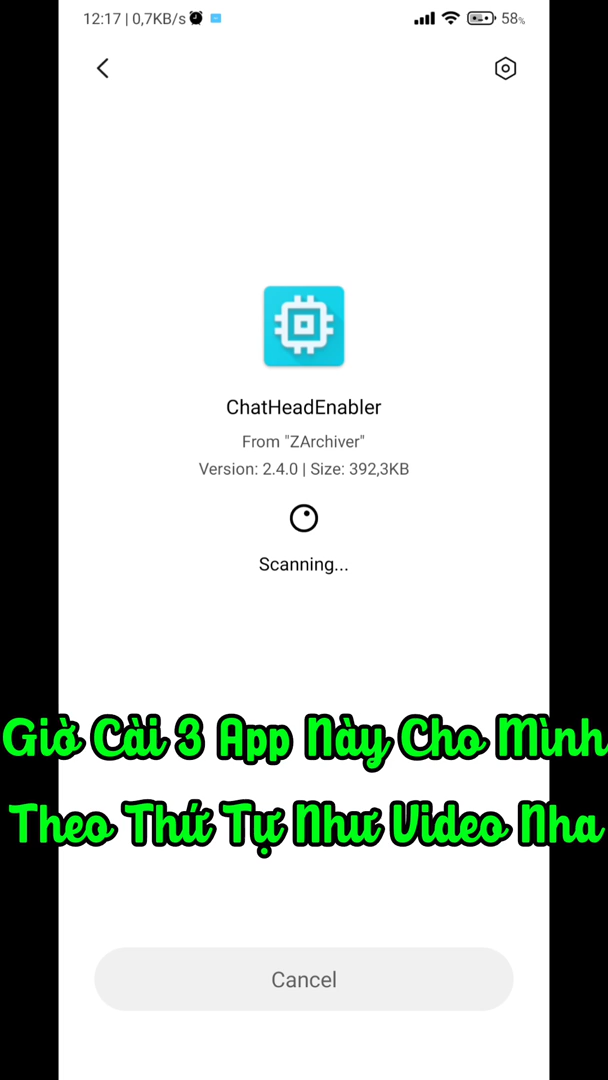 12:17 | 0,7KB/s
58%
ChatHeadEnabler
From "ZArchiver"
Version: 2.4.0 | Size: 392,3KB
Scanning...
Giờ Cài 3 App Này Cho Mình
Theo Thứ Tự Như Video Nha
Cancel